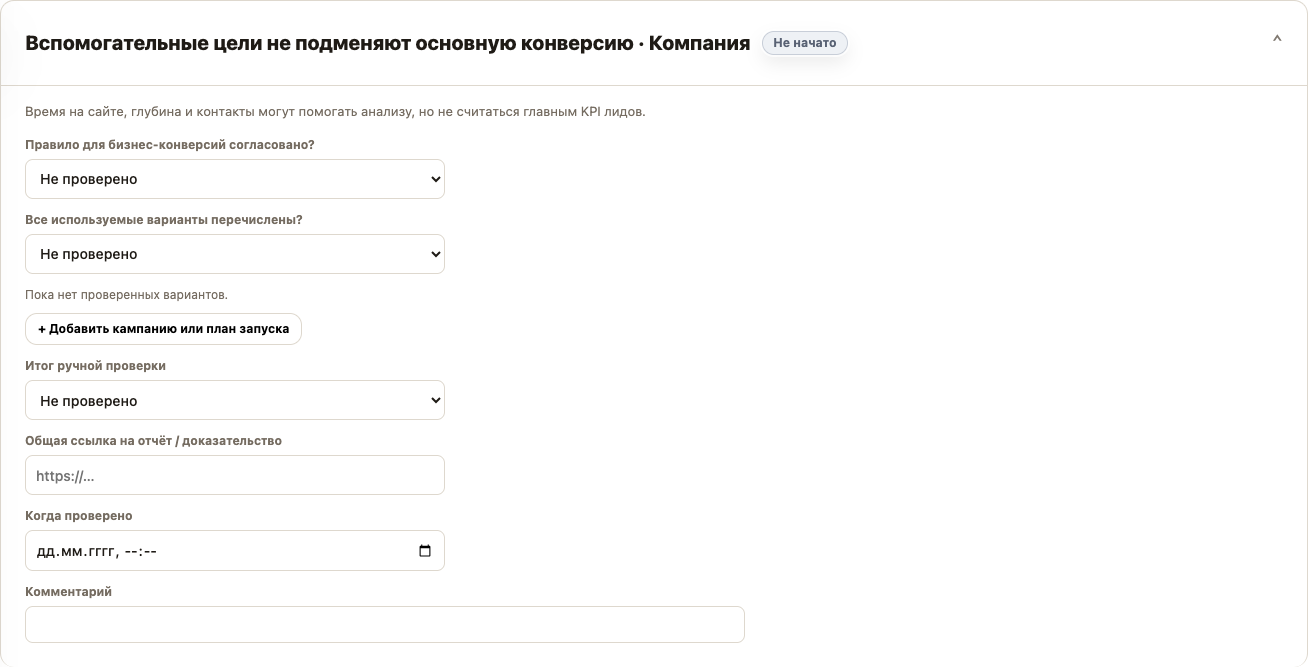 Вспомогательные цели не подменяют основную конверсию · Компания Не начато
Время на сайте, глубина и контакты могут помогать анализу, но не считаться главным KPI лидов.
Правило для бизнес-конверсий согласовано?
Не проверено
Все используемые варианты перечислены?
Не проверено
Пока нет проверенных вариантов.
+ Добавить кампанию или план запуска
Итог ручной проверки
Не проверено
Общая ссылка на отчёт / доказательство
https://...
Когда проверено
дд.мм.гггг, --:--
Комментарий